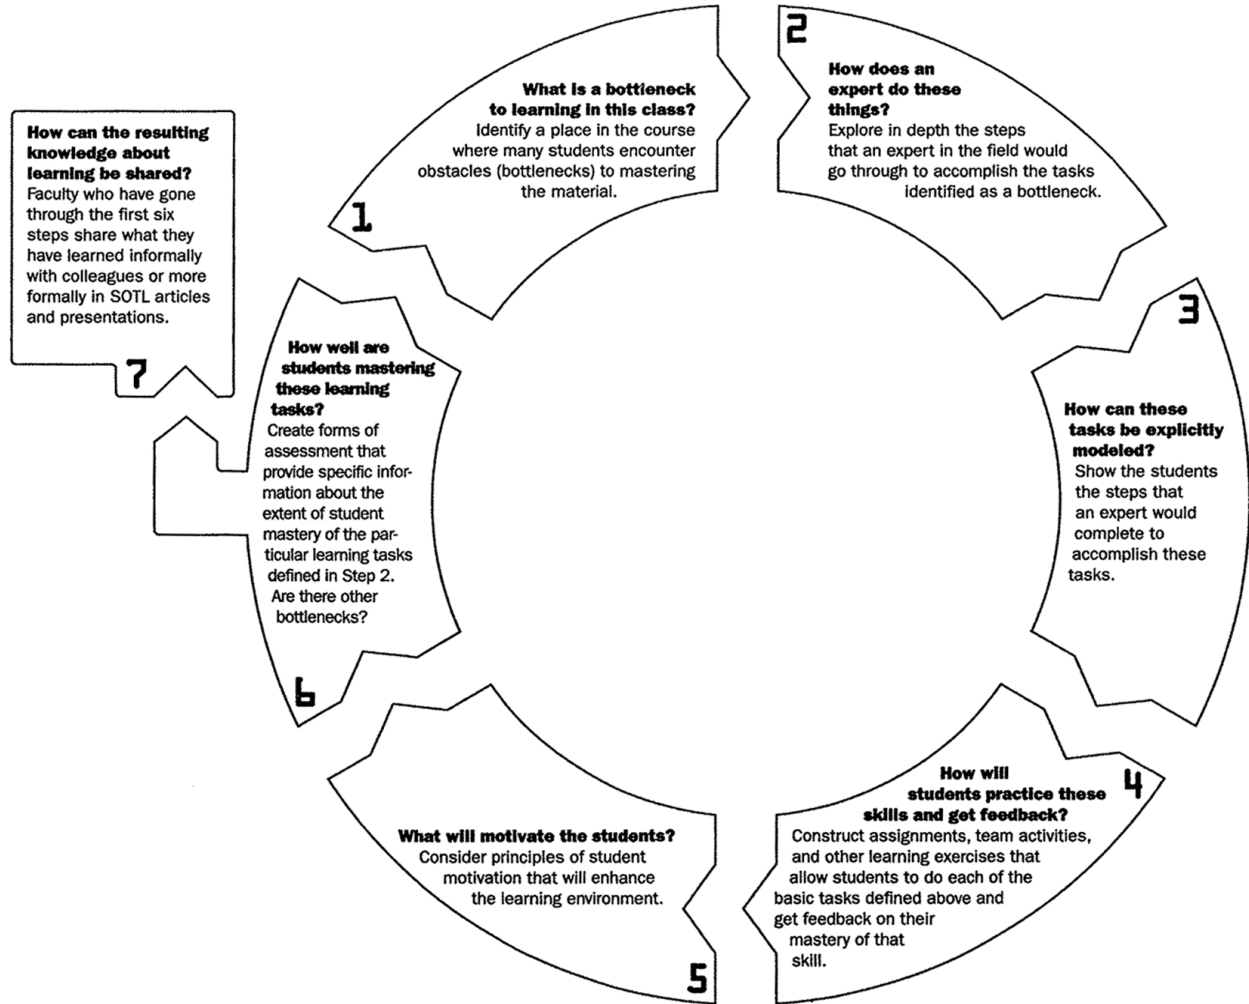 1
What is a bottleneck
to learning in this class?
Identify a place in the course
where many students encounter
obstacles (bottlenecks) to mastering
the material.
2
How does an
expert do these
things?
Explore in depth the steps
that an expert in the field would
go through to accomplish the tasks
identified as a bottleneck.
3
How can these
tasks be explicitly
modeled?
Show the students
the steps that
an expert would
complete to
accomplish these
tasks.
4
How will
students practice these
skills and get feedback?
Construct assignments, team activities,
and other learning exercises that
allow students to do each of the
basic tasks defined above and
get feedback on their
mastery of that
skill.
5
What will motivate the students?
Consider principles of student
motivation that will enhance
the learning environment.
6
How well are
students mastering
these learning
tasks?
Create forms of
assessment that
provide specific infor-
mation about the
extent of student
mastery of the par-
ticular learning tasks
defined in Step 2.
Are there other
bottlenecks?
7
How can the resulting
knowledge about
learning be shared?
Faculty who have gone
through the first six
steps share what they
have learned informally
with colleagues or more
formally in SOTL articles
and presentations.